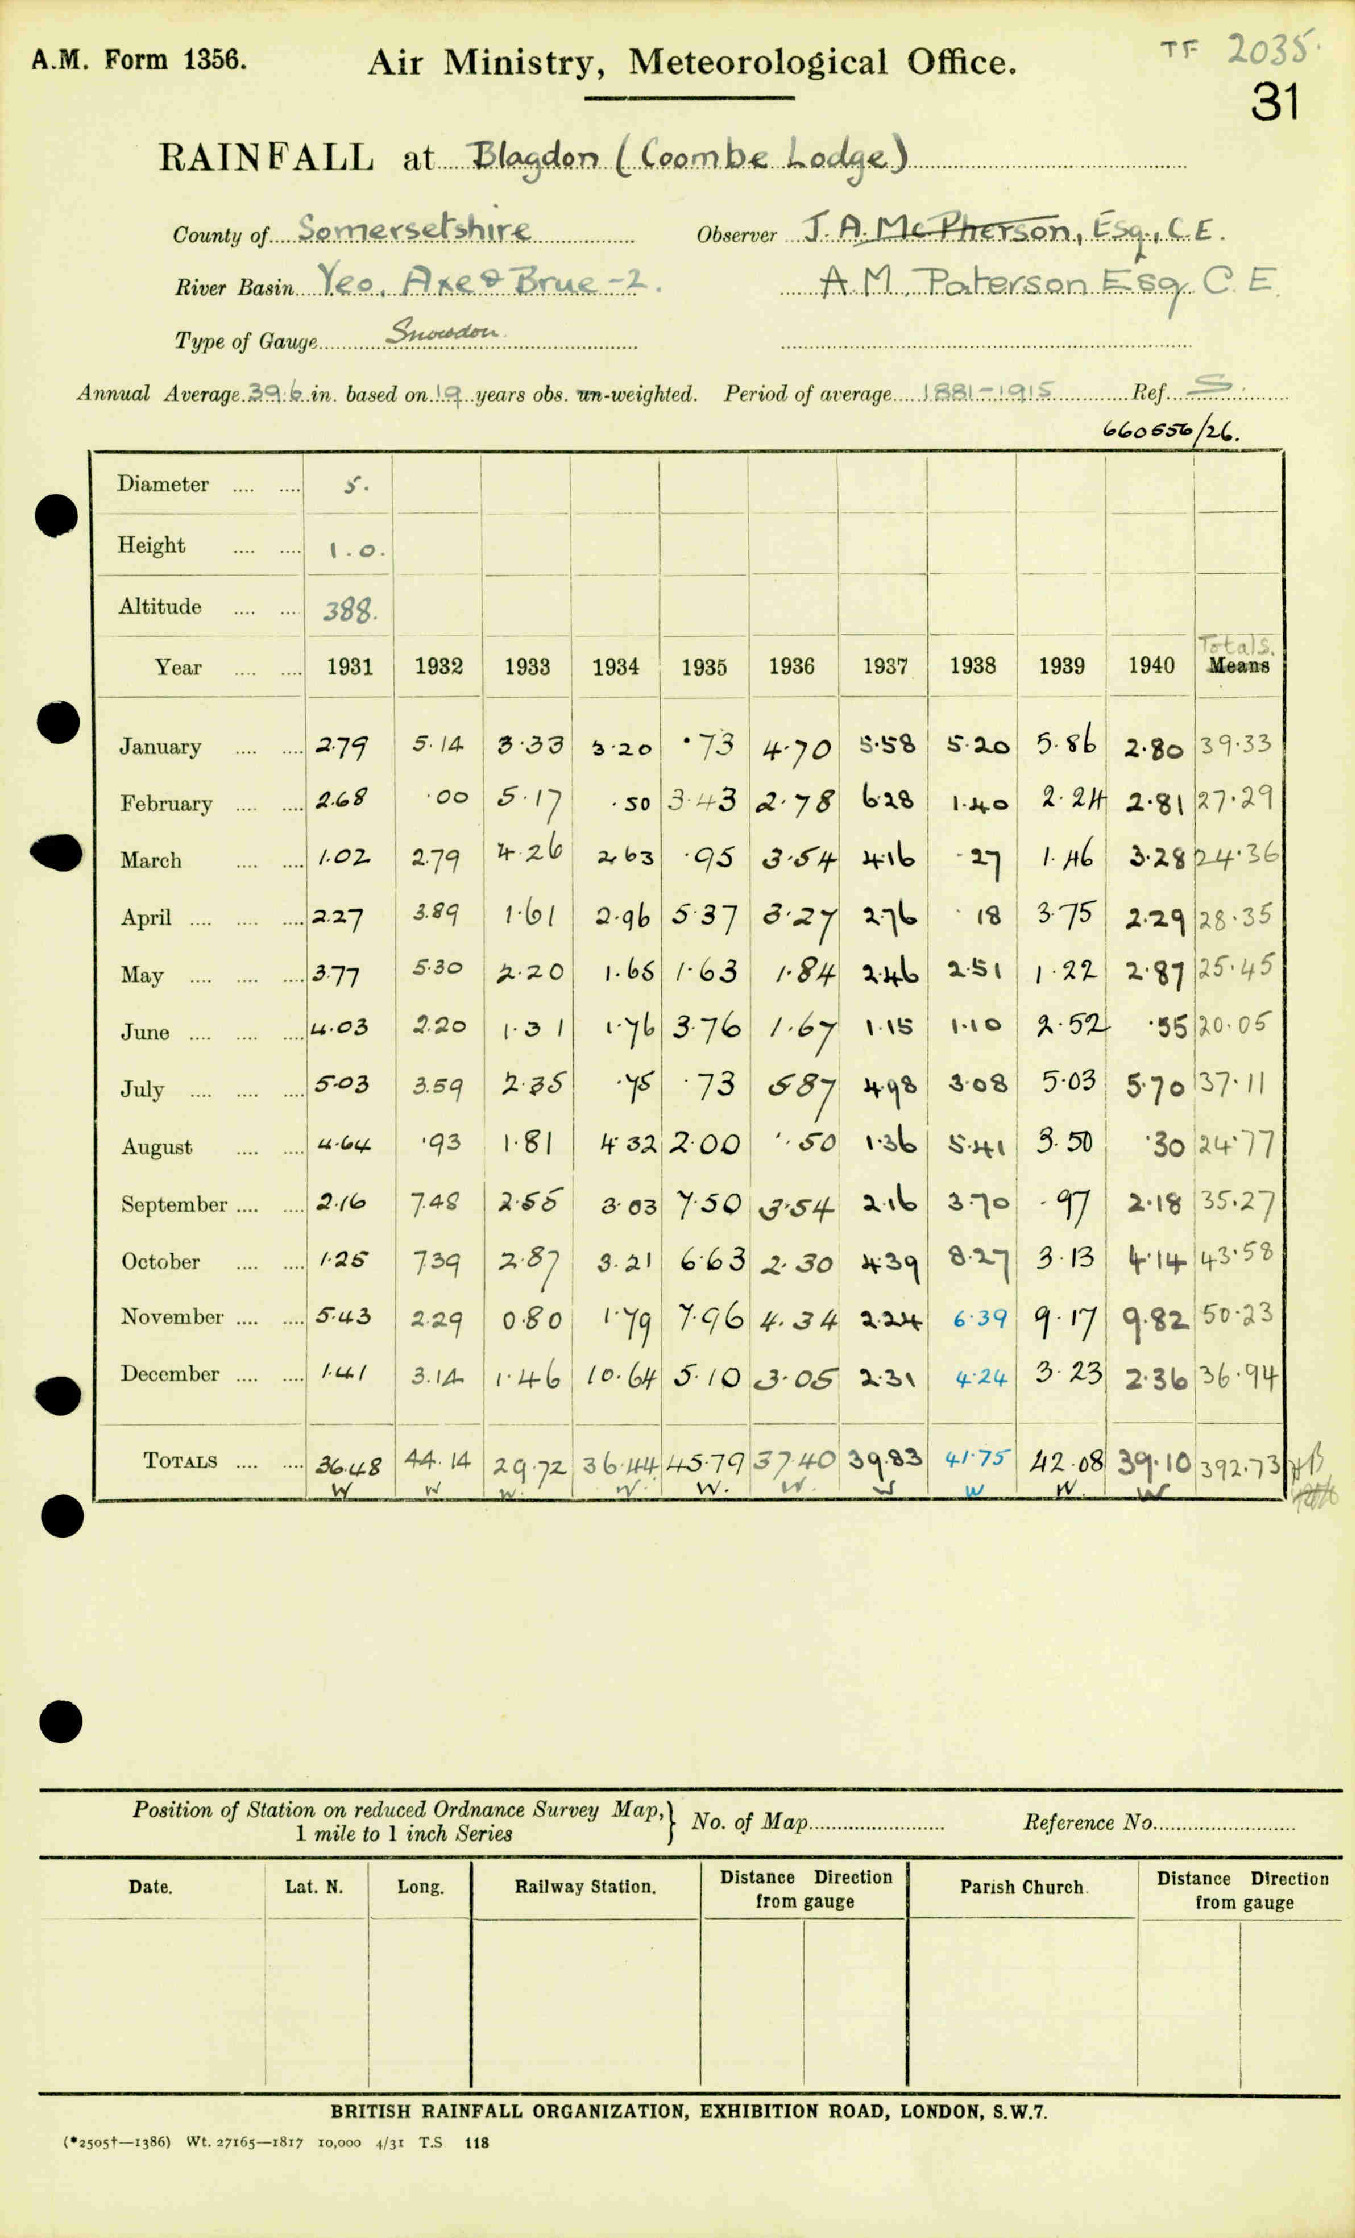 A.M. Form 1356.
Air Ministry, Meteorological Office.
TF 2035.
31
RAINFALL at Blagdon (Coombe Lodge)
County of Somersetshire Observer J. A. McPherson, Esq., C.E.
River Basin Yeo, Axe & Brue -2. A.M. Paterson Esq C.E
Type of Gauge Snowdon
Annual Average 39.6 in. based on 19 years obs. un-weighted. Period of average 1881-1915 Ref. S.
660556/26.
Diameter .... .... 5.
Height .... .... 1.0.
Altitude .... .... 388.
Totals.
Year .... .... 1931 1932 1933 1934 1935 1936 1937 1938 1939 1940 Means
January .... .... 2.79 5.14 3.33 3.20 .73 4.70 5.58 5.20 5.86 2.80 39.33
February .... .... 2.68 .00 5.17 .50 3.43 2.78 6.28 1.40 2.24 2.81 27.29
March .... .... 1.02 2.79 4.26 2.63 .95 3.54 4.16 .27 1.46 3.28 24.36
April .... .... .... 2.27 3.89 1.61 2.96 5.37 3.27 2.76 .18 3.75 2.29 28.35
May .... .... .... 3.77 5.30 2.20 1.65 1.63 1.84 2.46 2.51 1.22 2.87 25.45
June .... .... .... 4.03 2.20 1.31 1.76 3.76 1.67 1.15 1.10 2.52 .55 20.05
July .... .... .... 5.03 3.59 2.35 .75 .73 5.87 4.98 3.08 5.03 5.70 37.11
August .... .... 4.64 .93 1.81 4.32 2.00 .50 1.36 5.41 3.50 .30 24.77
September .... .... 2.16 7.48 2.55 3.03 7.50 3.54 2.16 3.70 .97 2.18 35.27
October .... .... 1.25 7.39 2.87 3.21 6.63 2.30 4.39 8.27 3.13 4.14 43.58
November .... .... 5.43 2.29 0.80 1.79 7.96 4.34 2.24 6.39 9.17 9.82 50.23
December .... .... 1.41 3.14 1.46 10.64 5.10 3.05 2.31 4.24 3.23 2.36 36.94
TOTALS .... .... 36.48 44.14 29.72 36.44 45.79 37.40 39.83 41.75 42.08 39.10 392.73
W W W. W. W. W. W W W. W
Position of Station on reduced Ordnance Survey Map,} No. of Map Reference No.
1 mile to 1 inch Series
Date. Lat. N. Long. Railway Station. Distance Direction from gauge Parish Church. Distance Direction from gauge
BRITISH RAINFALL ORGANIZATION, EXHIBITION ROAD, LONDON, S.W.7.
(*2505†—1386) Wt. 27165—1817 10,000 4/31 T.S 118